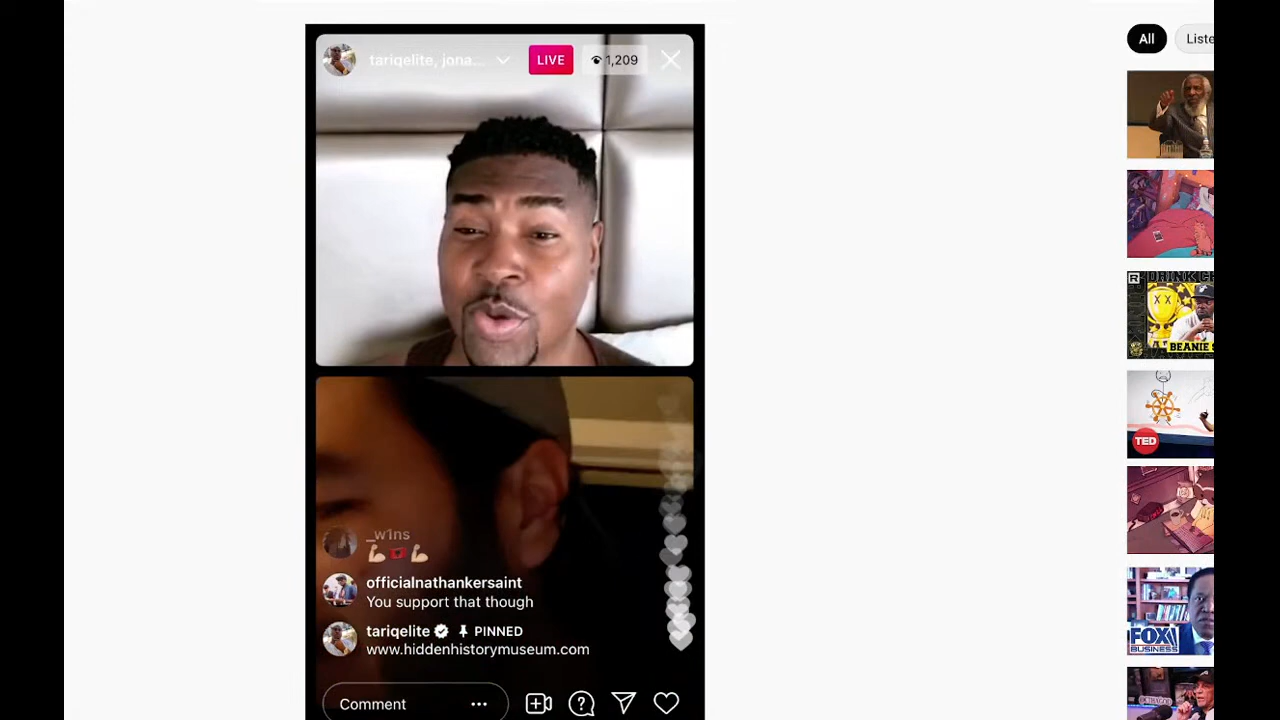 tariqelite, jona...
LIVE
1,209
_w1ns
officialnathankersaint
You support that though
tariqelite PINNED
www.hiddenhistorymuseum.com
Comment
All
Liste
DRINK C
BEANIE S
TED
FOX
BUSINESS